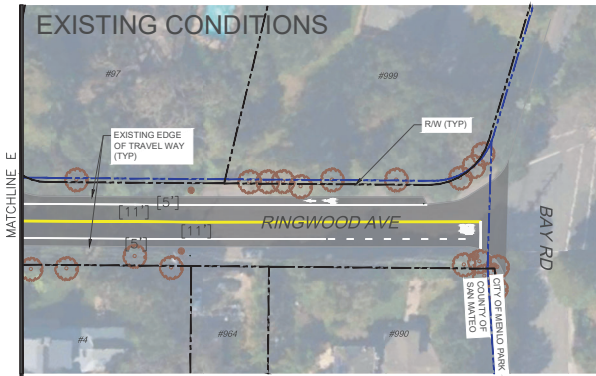 EXISTING CONDITIONS
#97
#999
EXISTING EDGE
OF TRAVEL WAY
(TYP)
R/W (TYP)
MATCHLINE E
[5']
[11']
RINGWOOD AVE
[11']
[5']
BAY RD
CITY OF MENLO PARK
COUNTY OF
SAN MATEO
#4
#964
#990